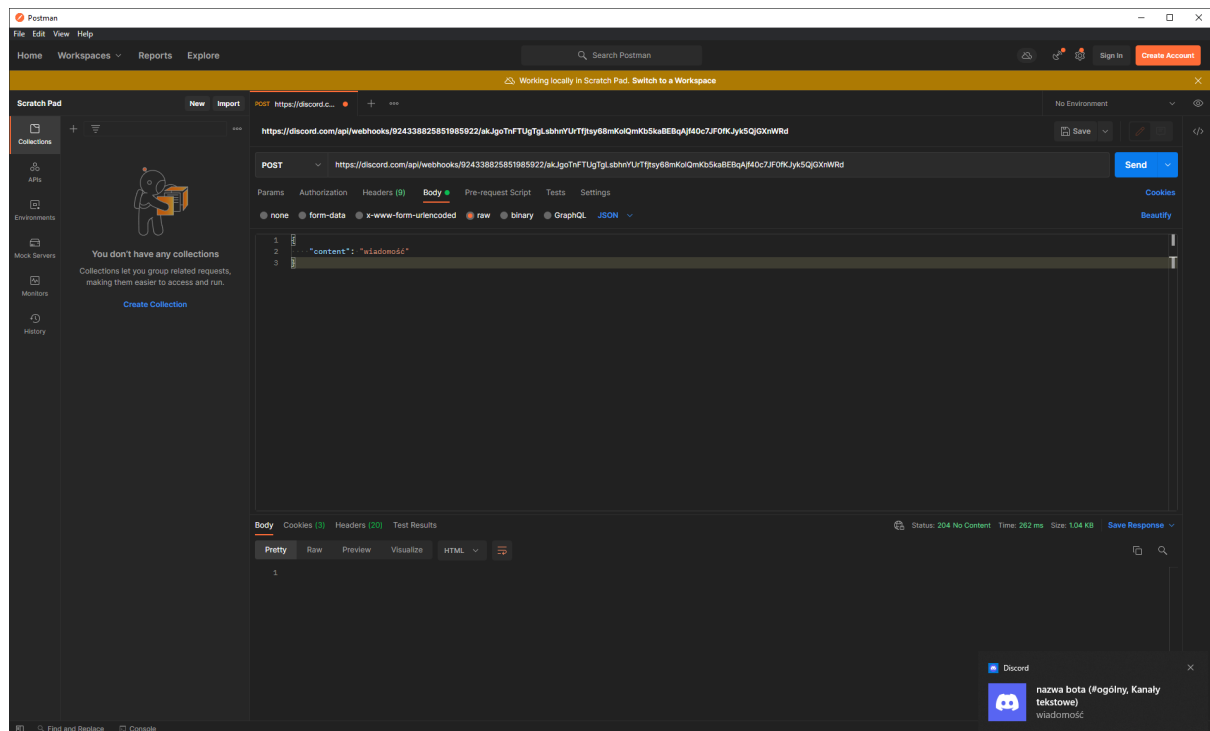 Postman
File Edit View Help
Home Workspaces Reports Explore Search Postman Sign In Create Account
Working locally in Scratch Pad. Switch to a Workspace
Scratch Pad New Import POST https://discord.c... No Environment
Collections
https://discord.com/api/webhooks/924338825851985922/akJgoTnFTUgTgLsbhnYUrTfjtsy68mKolQmKb5kaBEBqAjf40c7JF0fKJyk5QjGXnWRd Save
POST https://discord.com/api/webhooks/924338825851985922/akJgoTnFTUgTgLsbhnYUrTfjtsy68mKolQmKb5kaBEBqAjf40c7JF0fKJyk5QjGXnWRd Send
APIs
Params Authorization Headers (9) Body Pre-request Script Tests Settings Cookies
Environments
none form-data x-www-form-urlencoded raw binary GraphQL JSON Beautify
Mock Servers
1 {
2 "content": "wiadomość"
3 }
You don't have any collections
Collections let you group related requests,
making them easier to access and run.
Monitors
Create Collection
History
Body Cookies (3) Headers (20) Test Results Status: 204 No Content Time: 262 ms Size: 1.04 KB Save Response
Pretty Raw Preview Visualize HTML
1
Discord
nazwa bota (#ogólny, Kanały
tekstowe)
wiadomość
Find and Replace Console